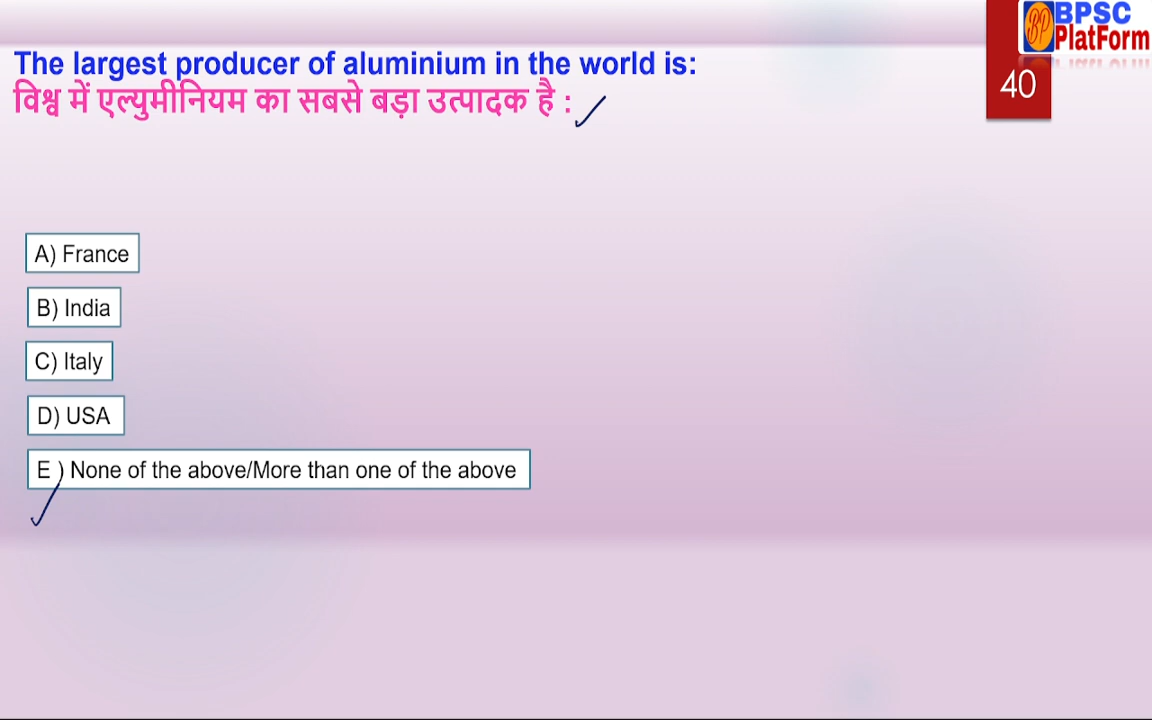 BPSC
PlatForm
40
The largest producer of aluminium in the world is:
विश्व में एल्युमीनियम का सबसे बड़ा उत्पादक है :
A) France
B) India
C) Italy
D) USA
E ) None of the above/More than one of the above